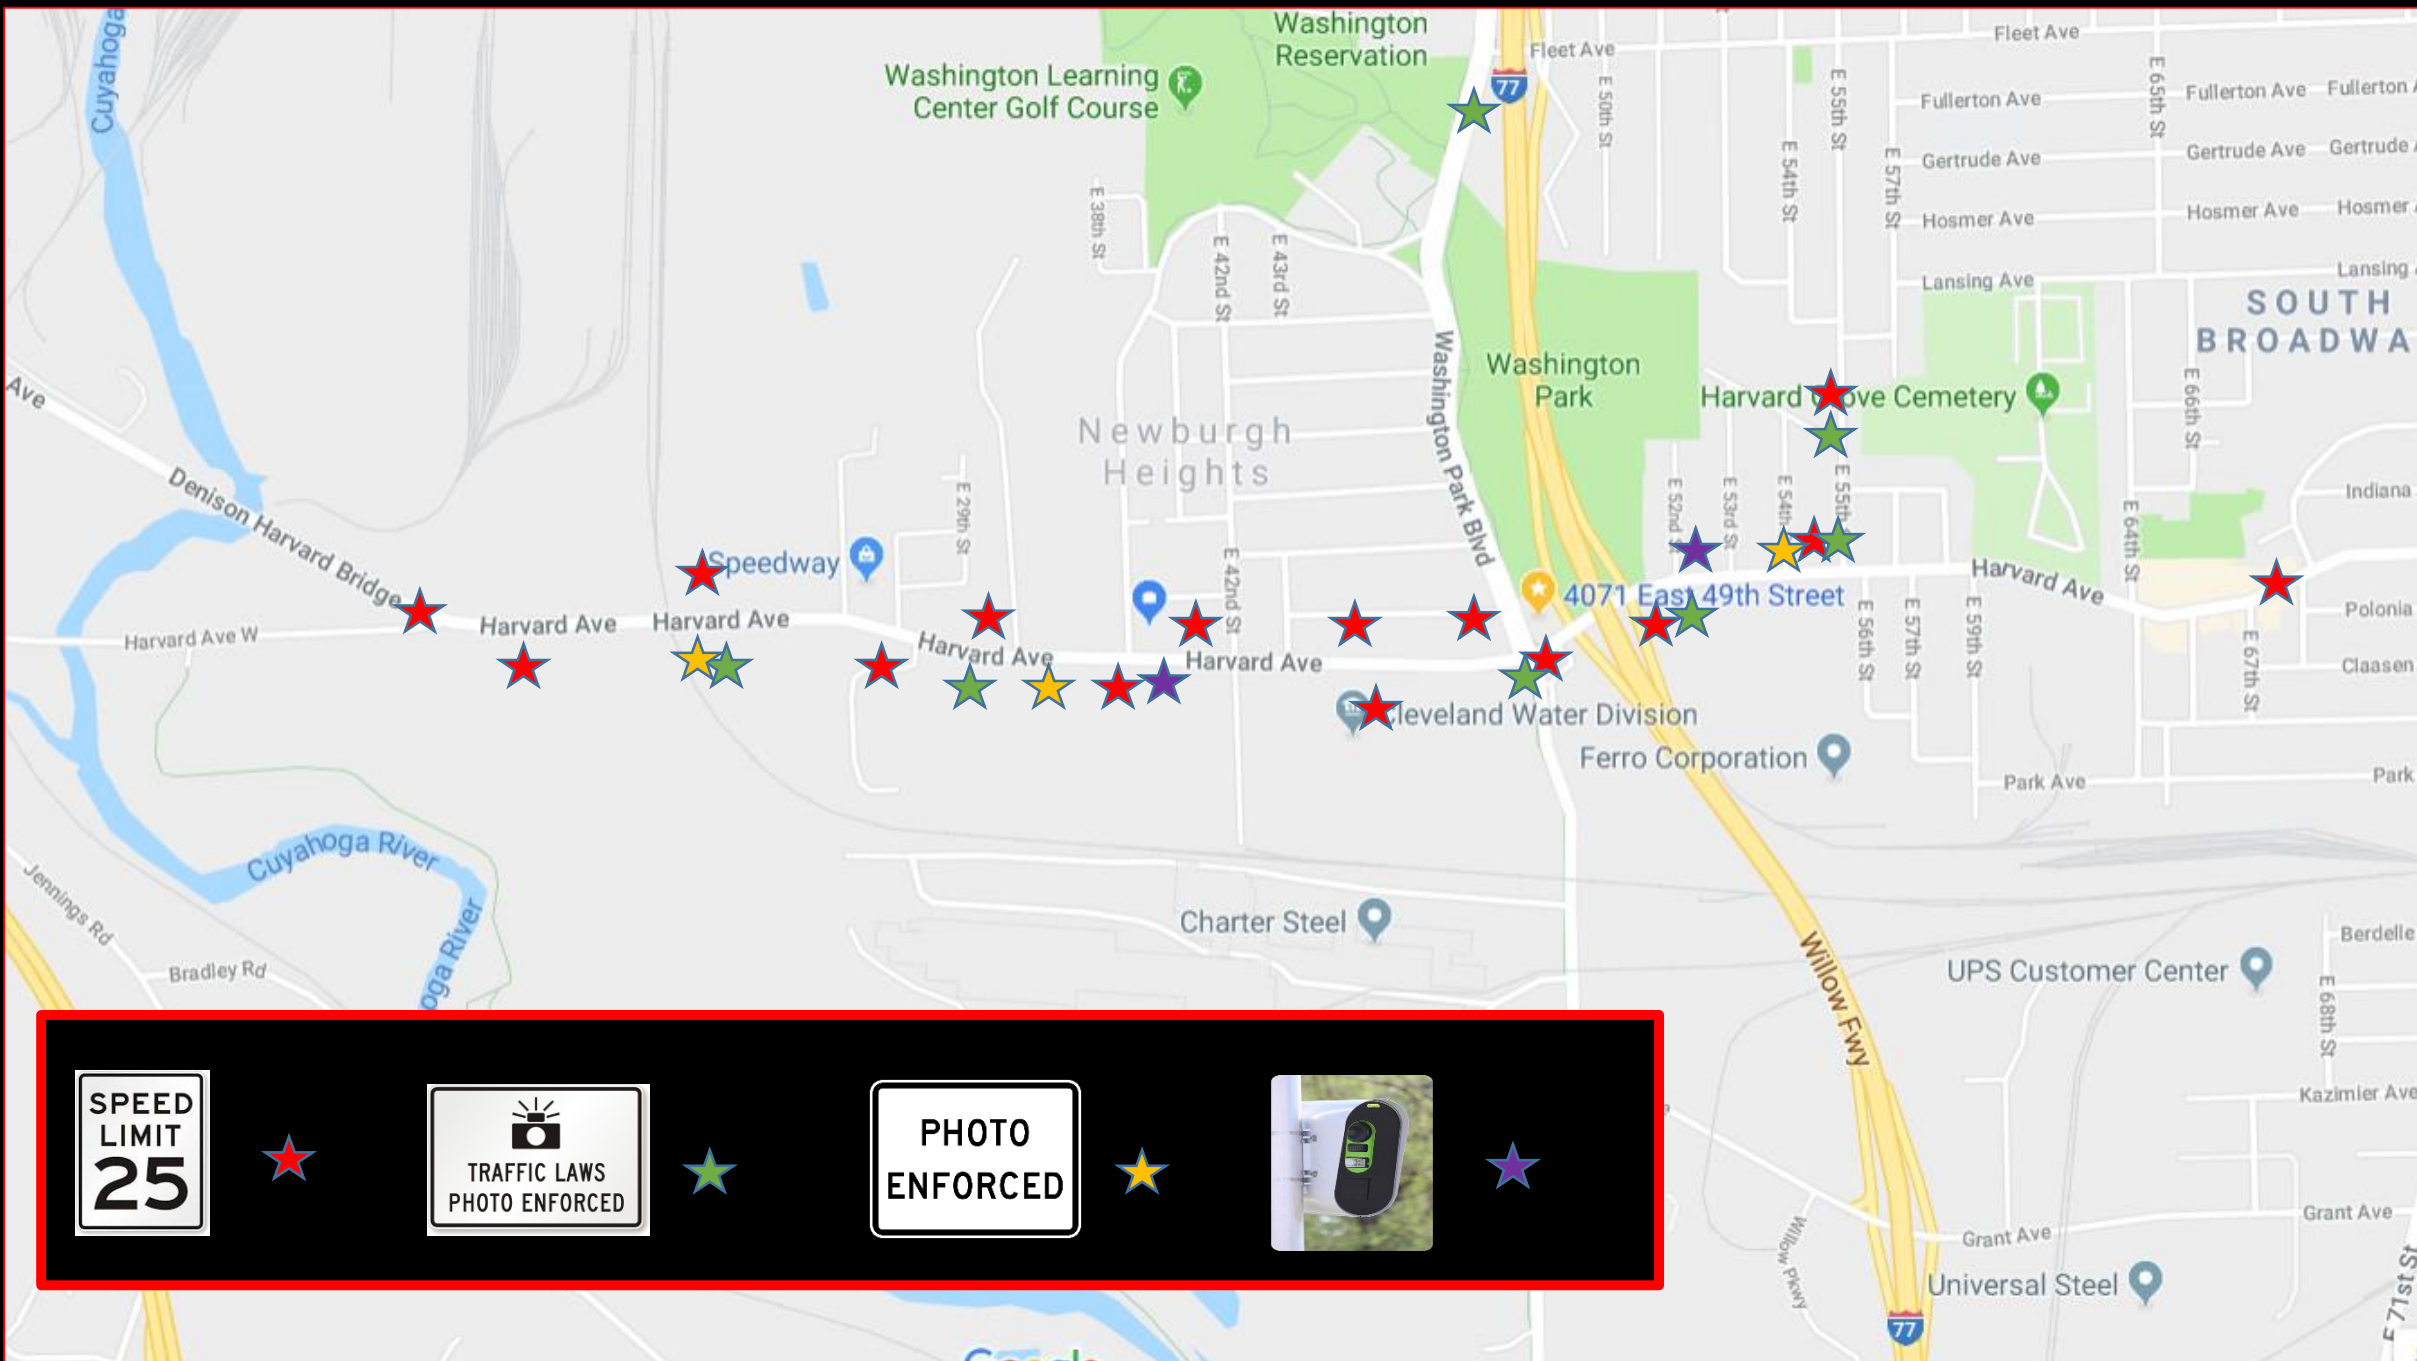 Cuyahoga
Washington
Reservation
Washington Learning
Center Golf Course
77
Fleet Ave
Fleet Ave
E 50th St
E 55th St
E 65th St
Fullerton Ave
Fullerton Ave
Fullerton
E 54th St
E 57th St
Gertrude Ave
Gertrude Ave
Gertrude
E 38th St
Hosmer Ave
Hosmer Ave
Hosmer
E 42nd St
E 43rd St
Lansing Ave
Lansing
SOUTH
BROADWA
Ave
Washington Park Blvd
Washington
Park
Harvard
ove Cemetery
E 66th St
Newburgh
Heights
Denison Harvard Bridge
E 29th St
E 52nd St
E 53rd St
E 54th
E 55th
E 64th St
Indiana
Speedway
E 42nd St
4071 East 49th Street
Harvard Ave
Harvard Ave W
Harvard Ave
Harvard Ave
Harvard Ave
Harvard Ave
E 56th St
E 57th St
E 59th St
E 67th St
Polonia
Claasen
Cleveland Water Division
Ferro Corporation
Park Ave
Park
Cuyahoga River
Jennings Rd
oga River
Bradley Rd
Charter Steel
Willow Fwy
UPS Customer Center
Berdelle
E 68th St
Kazimier Ave
SPEED
LIMIT
25
TRAFFIC LAWS
PHOTO ENFORCED
PHOTO
ENFORCED
Willow Pkwy
Grant Ave
Grant Ave
Universal Steel
E 71st St
77
Google